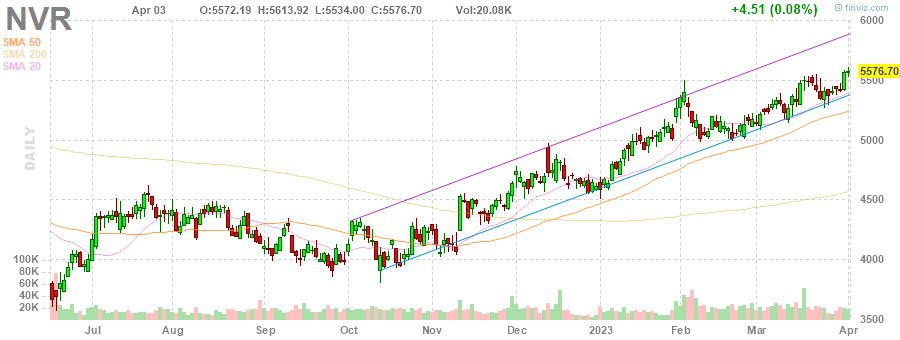 NVR Apr 03 O:5572.19 H:5613.92 L:5534.00 C:5576.70 Vol:20.08K +4.51 (0.08%) @ finviz.com
SMA 50
SMA 200
SMA 20
DAILY
6000
5576.70
5500
5000
4500
4000
3500
100K
80K
60K
40K
20K
Jul Aug Sep Oct Nov Dec 2023 Feb Mar Apr